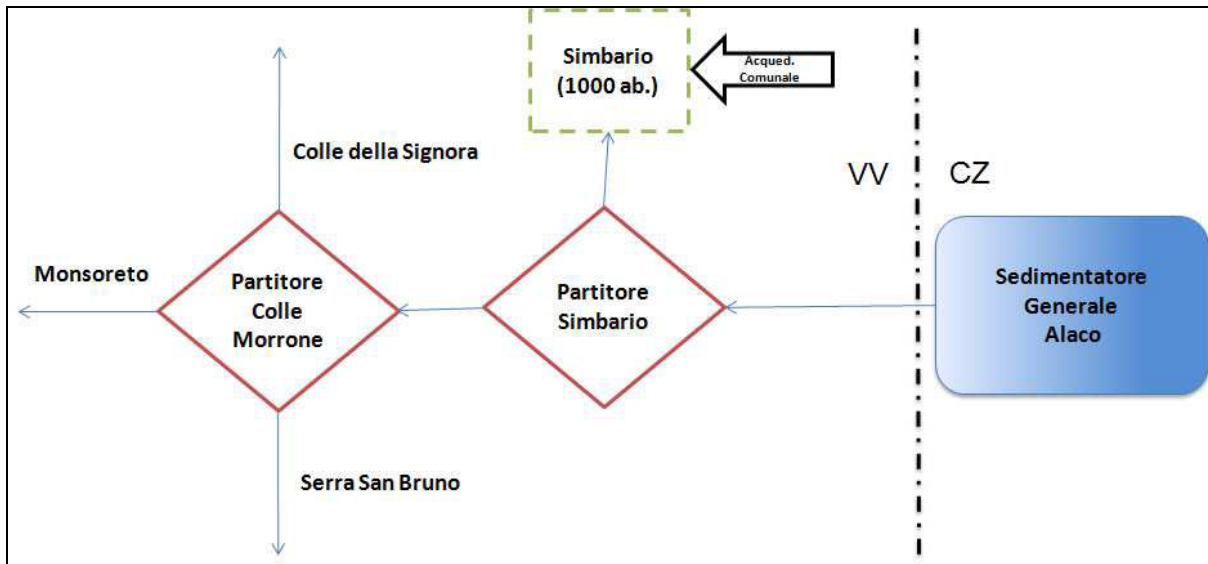 Simbario
(1000 ab.)
Acqued.
Comunale
Colle della Signora
VV
CZ
Monsoreto
Partitore
Colle
Morrone
Partitore
Simbario
Sedimentatore
Generale
Alaco
Serra San Bruno